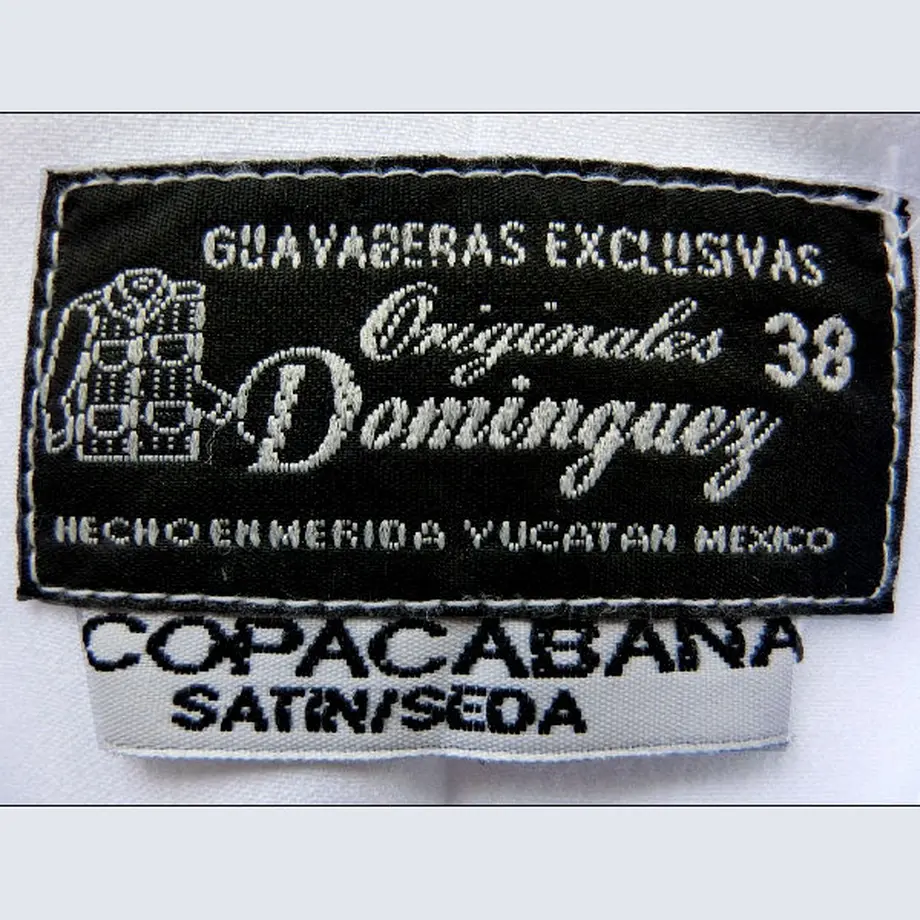 GUAYABERAS EXCLUSIVAS
Originales 38
Dominguez
HECHO EN MERIDA YUCATAN MEXICO
COPACABANA
SATIN/SEDA